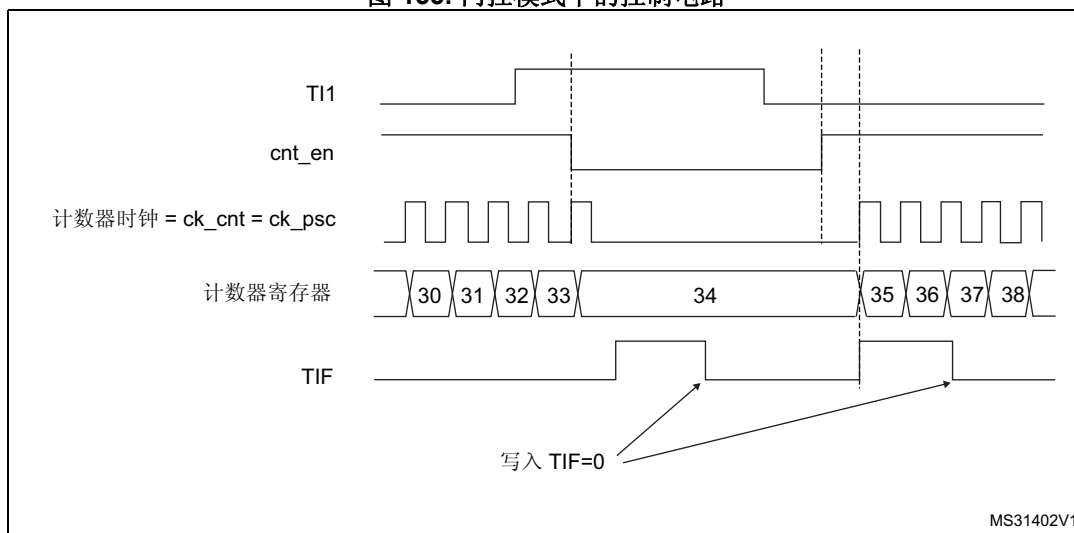 TI1
cnt_en
计数器时钟 = ck_cnt = ck_psc
计数器寄存器
30 31 32 33 34 35 36 37 38
TIF
写入 TIF=0
MS31402V1